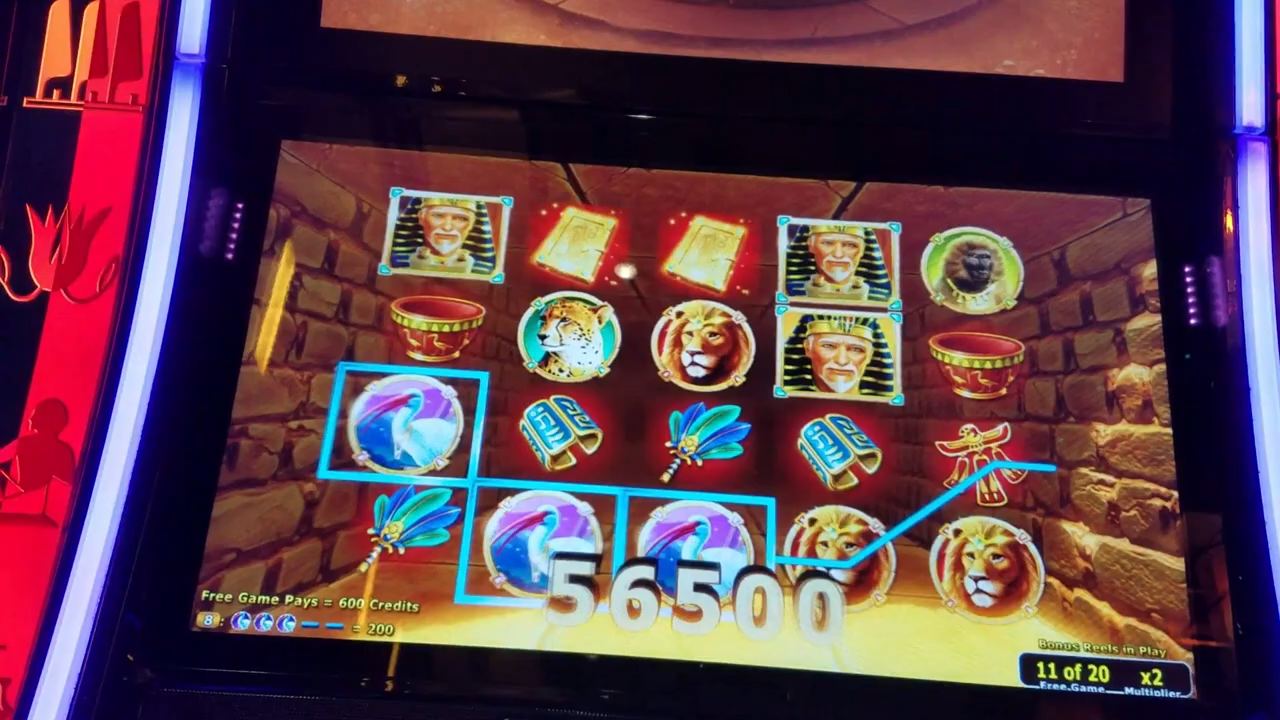 56500
Free Game Pays = 600 Credits
8 : = 200
Bonus Reels in Play
11 of 20 x2
Free Game Multiplier